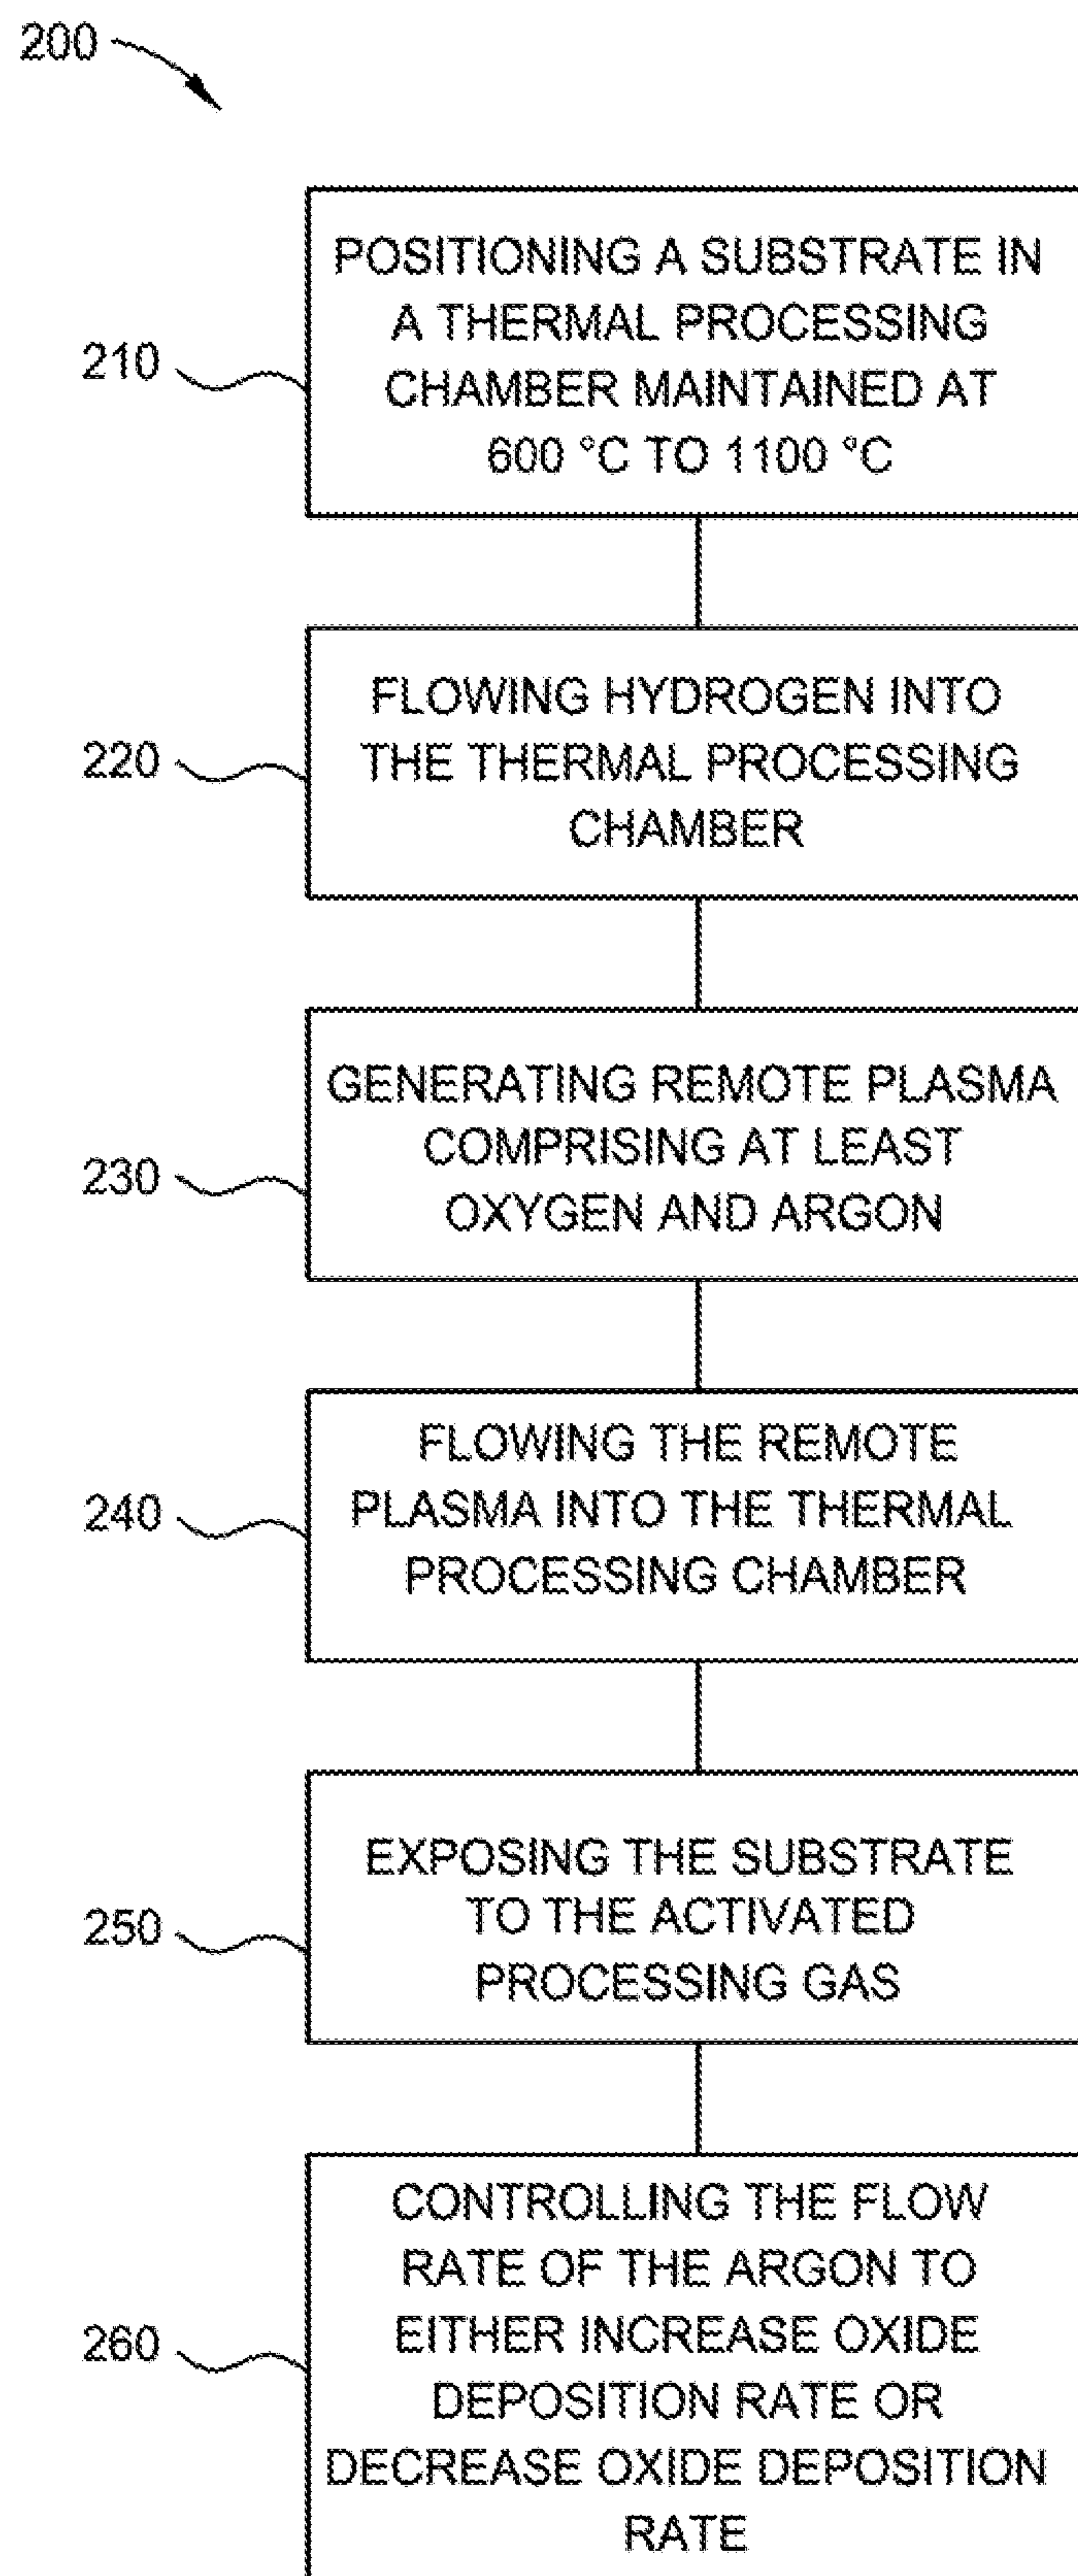 200
POSITIONING A SUBSTRATE IN
A THERMAL PROCESSING
CHAMBER MAINTAINED AT
600 °C TO 1100 °C
210
FLOWING HYDROGEN INTO
THE THERMAL PROCESSING
CHAMBER
220
GENERATING REMOTE PLASMA
COMPRISING AT LEAST
OXYGEN AND ARGON
230
FLOWING THE REMOTE
PLASMA INTO THE THERMAL
PROCESSING CHAMBER
240
EXPOSING THE SUBSTRATE
TO THE ACTIVATED
PROCESSING GAS
250
CONTROLLING THE FLOW
RATE OF THE ARGON TO
EITHER INCREASE OXIDE
DEPOSITION RATE OR
DECREASE OXIDE DEPOSITION
RATE
260